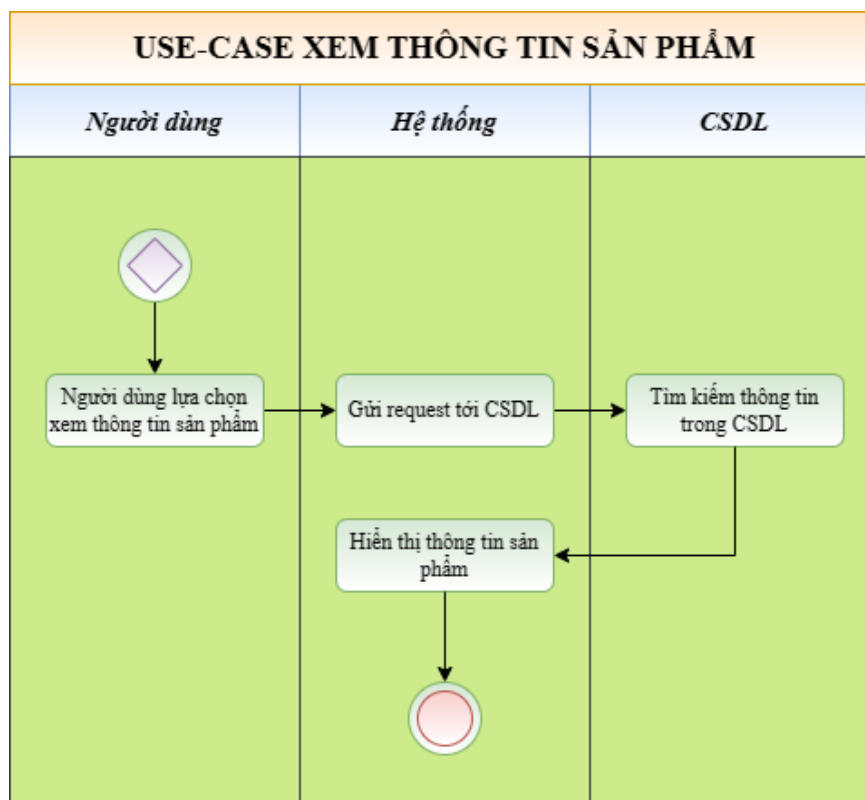 USE-CASE XEM THÔNG TIN SẢN PHẨM
Người dùng
Hệ thống
CSDL
Người dùng lựa chọn
xem thông tin sản phẩm
Gửi request tới CSDL
Tìm kiếm thông tin
trong CSDL
Hiển thị thông tin sản
phẩm